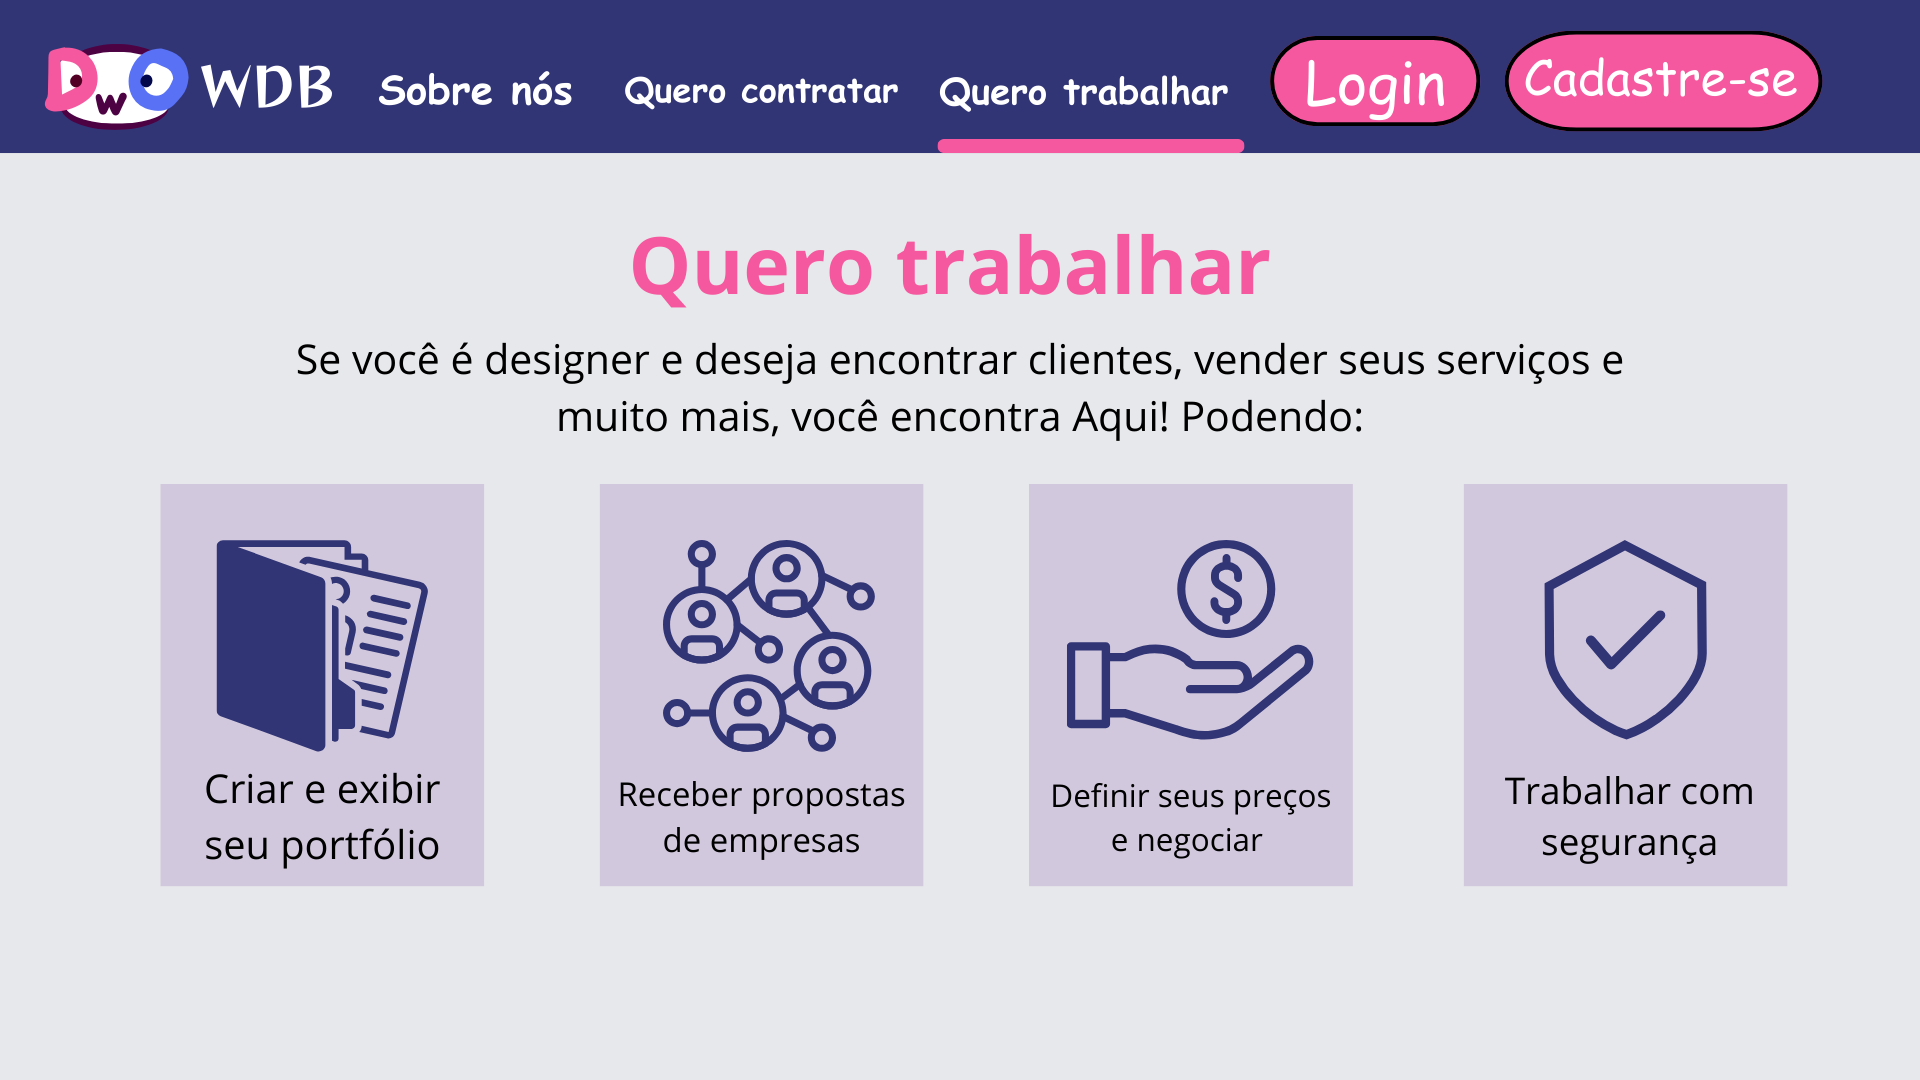 DwD WDB
Sobre nós
Quero contratar
Quero trabalhar
Login
Cadastre-se
Quero trabalhar
Se você é designer e deseja encontrar clientes, vender seus serviços e
muito mais, você encontra Aqui! Podendo:
$
Criar e exibir
seu portfólio
Receber propostas
de empresas
Definir seus preços
e negociar
Trabalhar com
segurança